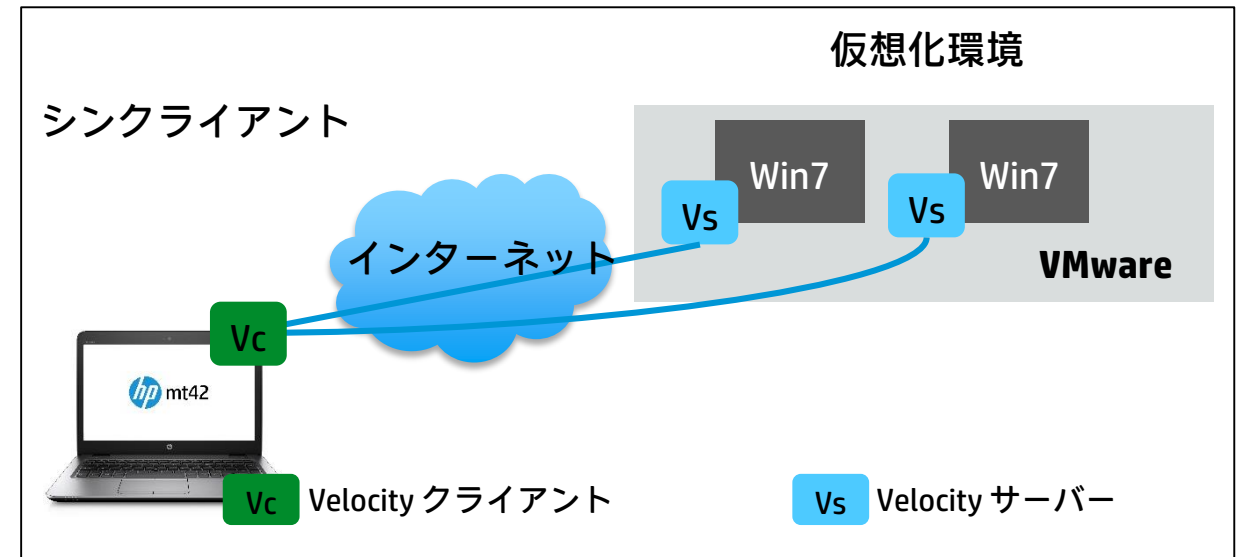 仮想化環境
シンクライアント
Win7
Win7
Vs
Vs
インターネット
VMware
Vc
hp mt42
Vc Velocity クライアント
Vs Velocity サーバー